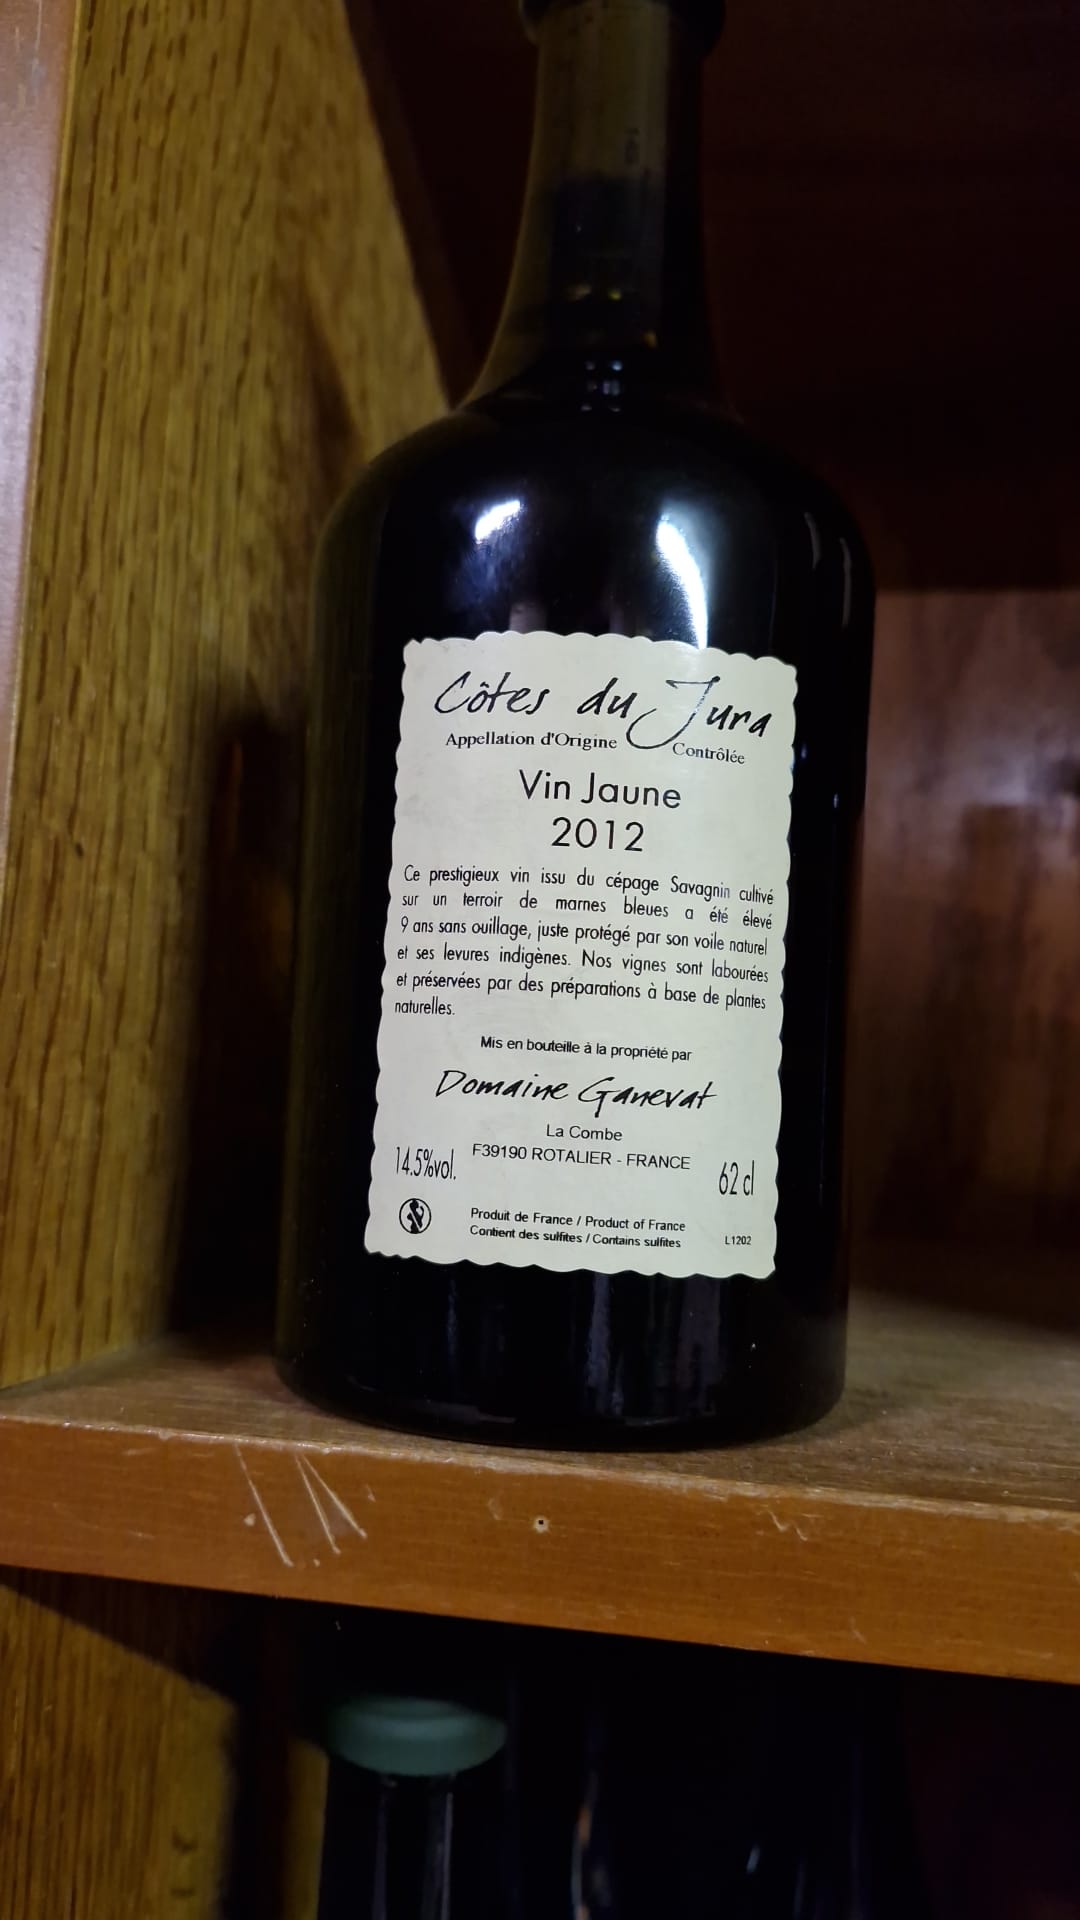 Côtes du Jura
Appellation d'Origine Contrôlée
Vin Jaune
2012
Ce prestigieux vin issu du cépage Savagnin cultivé
sur un terroir de marnes bleues a été élevé
9 ans sans ouillage, juste protégé par son voile naturel
et ses levures indigènes. Nos vignes sont labourées
et préservées par des préparations à base de plantes
naturelles.
Mis en bouteille à la propriété par
Domaine Ganevat
La Combe
F39190 ROTALIER - FRANCE
14.5%vol.
62 cl
Produit de France / Product of France
Contient des sulfites / Contains sulfites
L1202